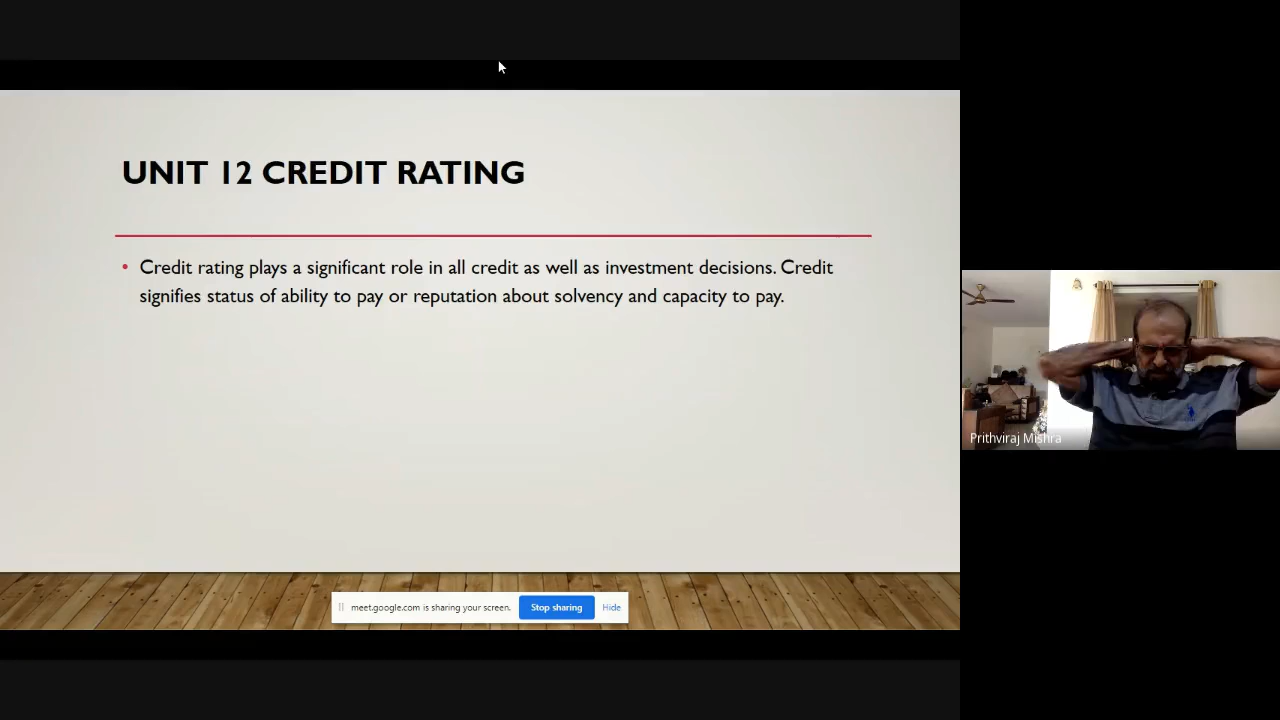 UNIT 12 CREDIT RATING
• Credit rating plays a significant role in all credit as well as investment decisions. Credit
signifies status of ability to pay or reputation about solvency and capacity to pay.
Prithviraj Mishra
meet.google.com is sharing your screen. Stop sharing Hide